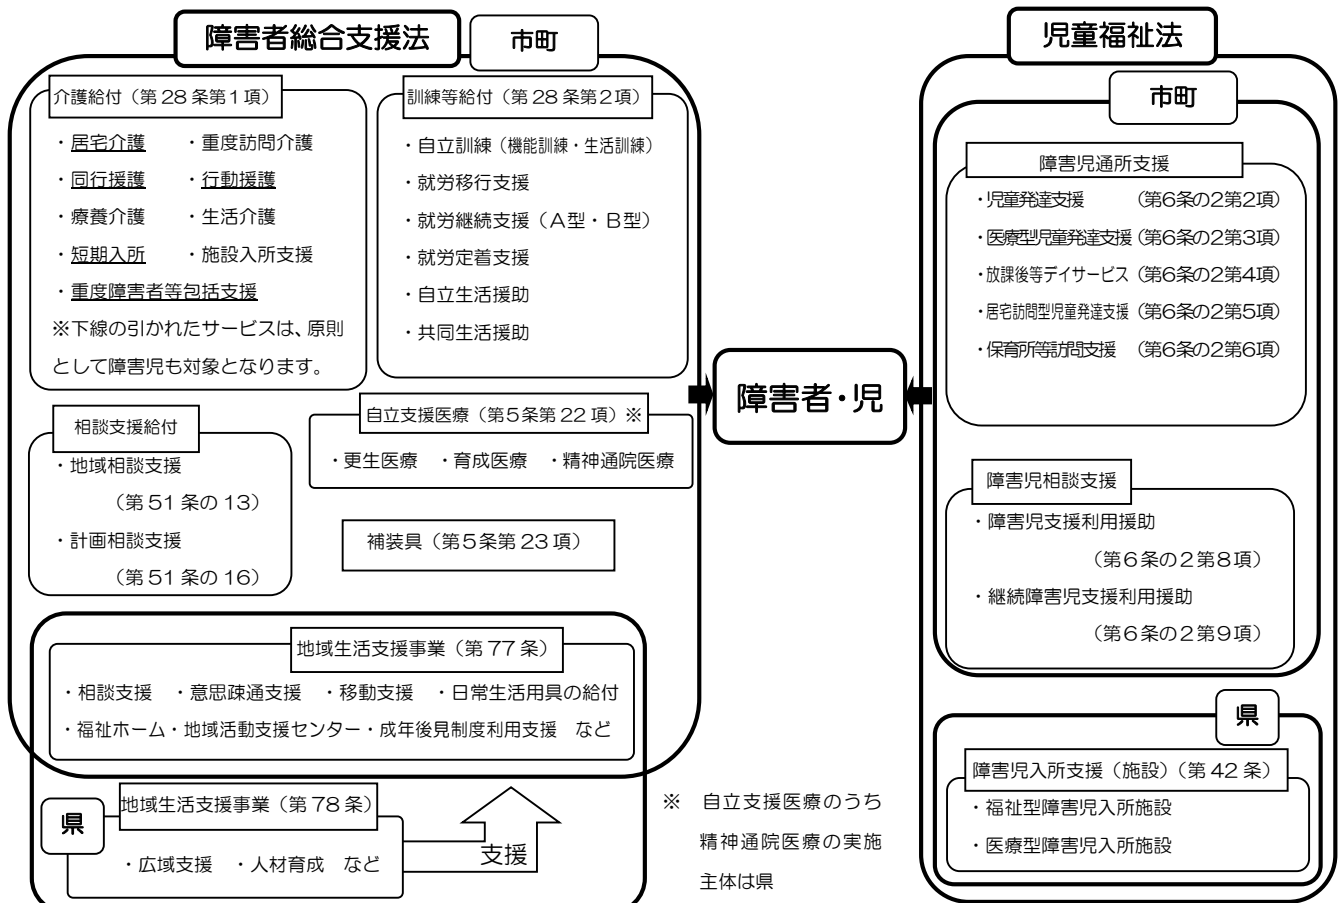 障害者総合支援法
市町
介護給付（第28条第1項）
・居宅介護　・重度訪問介護
・同行援護　・行動援護
・療養介護　・生活介護
・短期入所　・施設入所支援
・重度障害者等包括支援
※下線の引かれたサービスは、原則
として障害児も対象となります。
訓練等給付（第28条第2項）
・自立訓練（機能訓練・生活訓練）
・就労移行支援
・就労継続支援（A型・B型）
・就労定着支援
・自立生活援助
・共同生活援助
相談支援給付
・地域相談支援
（第51条の13）
・計画相談支援
（第51条の16）
自立支援医療（第5条第22項）※
・更生医療　・育成医療　・精神通院医療
補装具（第5条第23項）
地域生活支援事業（第77条）
・相談支援　・意思疎通支援　・移動支援　・日常生活用具の給付
・福祉ホーム・地域活動支援センター・成年後見制度利用支援　など
県
地域生活支援事業（第78条）
・広域支援　・人材育成　など
支援
障害者・児
※　自立支援医療のうち
精神通院医療の実施
主体は県
児童福祉法
市町
障害児通所支援
・児童発達支援　（第6条の2第2項）
・医療型児童発達支援（第6条の2第3項）
・放課後等デイサービス（第6条の2第4項）
・居宅訪問型児童発達支援（第6条の2第5項）
・保育所等訪問支援　（第6条の2第6項）
障害児相談支援
・障害児支援利用援助
（第6条の2第8項）
・継続障害児支援利用援助
（第6条の2第9項）
県
障害児入所支援（施設）（第42条）
・福祉型障害児入所施設
・医療型障害児入所施設